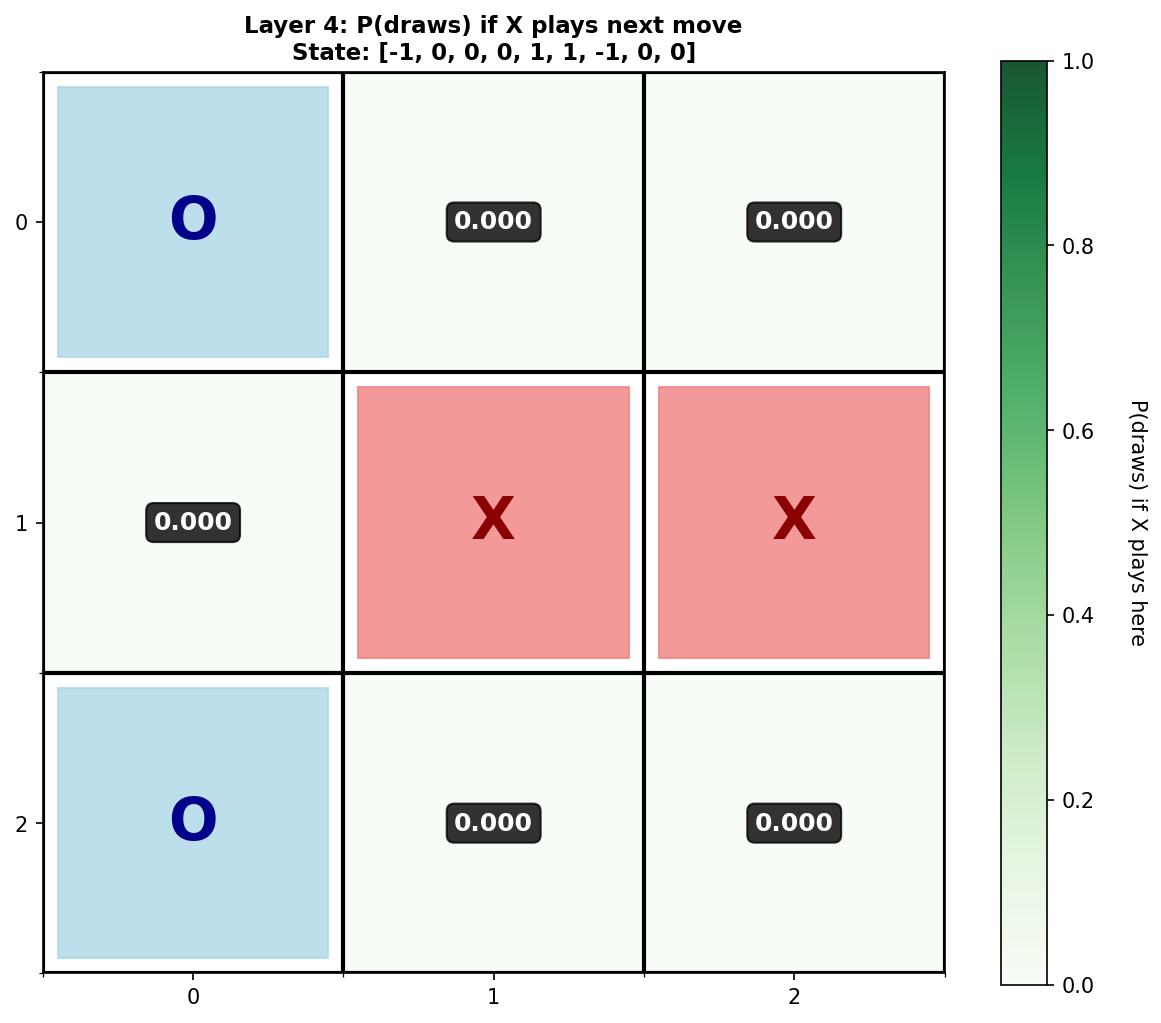 Layer 4: P(draws) if X plays next move
State: [-1, 0, 0, 0, 1, 1, -1, 0, 0]
0
O
0.000
0.000
1
0.000
X
X
2
O
0.000
0.000
0
1
2
1.0
0.8
0.6
0.4
0.2
0.0
P(draws) if X plays here